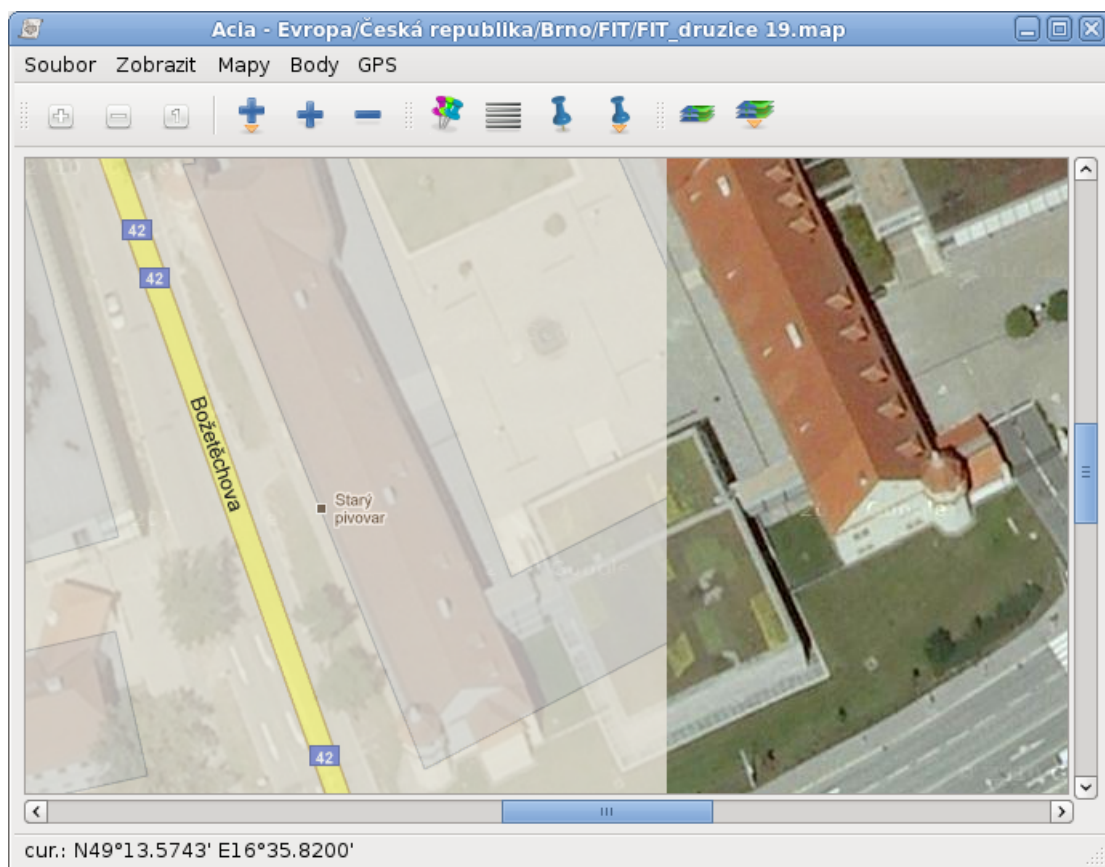 Acia - Evropa/Česká republika/Brno/FIT/FIT_druzice 19.map
Soubor Zobrazit Mapy Body GPS
1
42
42
Božetěchova
Starý
pivovar
42
cur.: N49°13.5743' E16°35.8200'